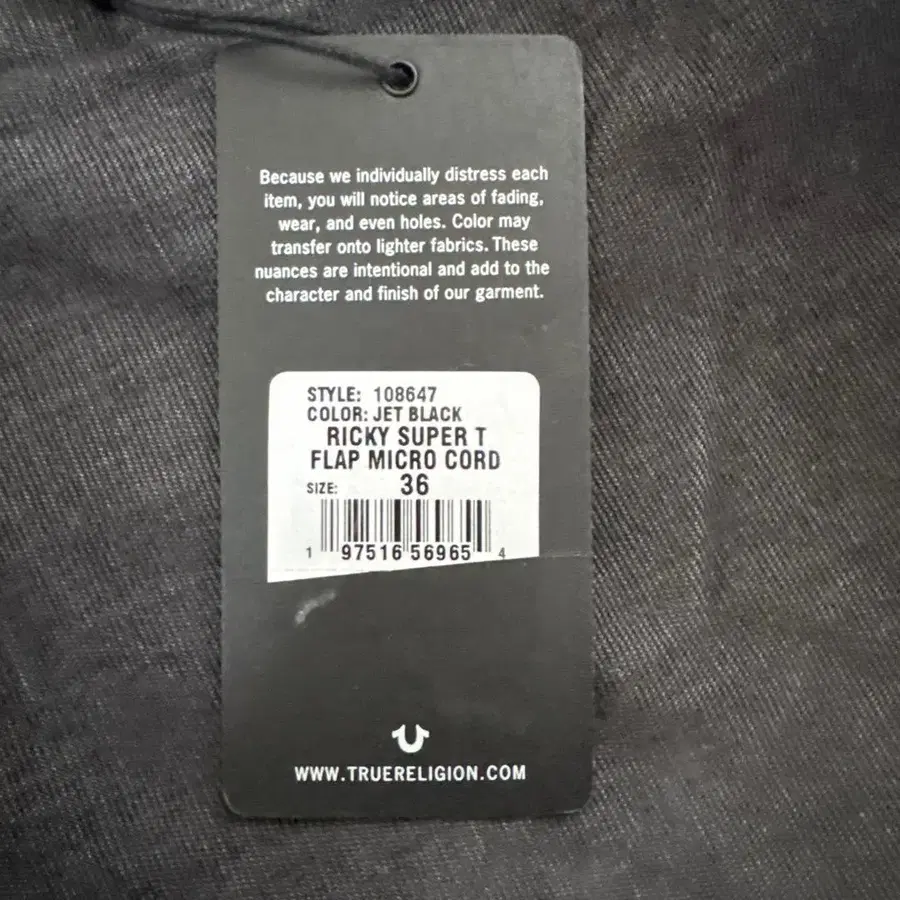 Because we individually distress each
item, you will notice areas of fading,
wear, and even holes. Color may
transfer onto lighter fabrics. These
nuances are intentional and add to the
character and finish of our garment.
STYLE: 108647
COLOR: JET BLACK
RICKY SUPER T
FLAP MICRO CORD
SIZE: 36
1 97516 56965 4
WWW.TRUERELIGION.COM